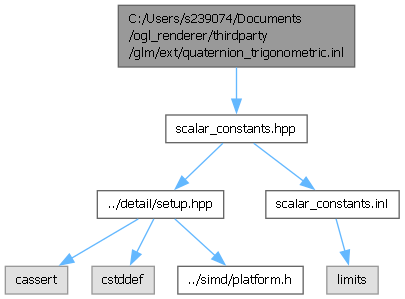 C:/Users/s239074/Documents
/ogl_renderer/thirdparty
/glm/ext/quaternion_trigonometric.inl
scalar_constants.hpp
../detail/setup.hpp
scalar_constants.inl
cassert
cstddef
../simd/platform.h
limits